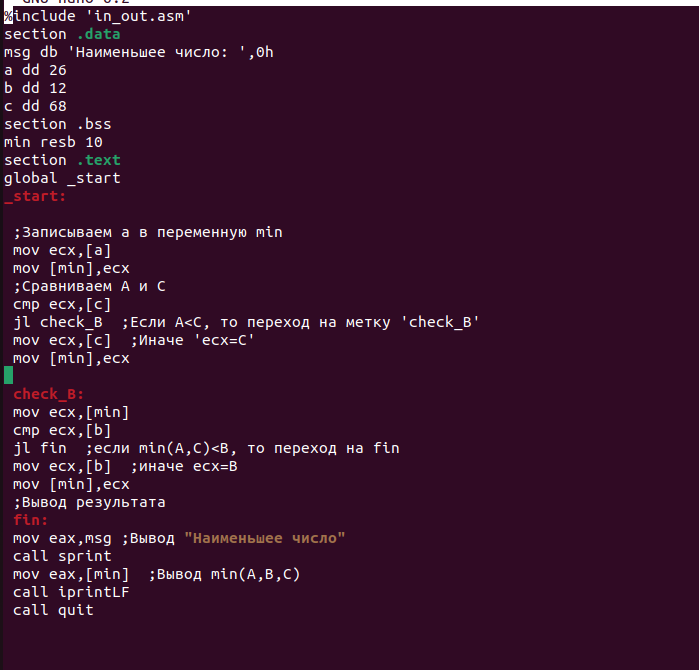 %include 'in_out.asm'
section .data
msg db 'Наименьшее число: ',0h
a dd 26
b dd 12
c dd 68
section .bss
min resb 10
section .text
global _start
_start:
;Записываем а в переменную min
mov ecx,[a]
mov [min],ecx
;Сравниваем А и С
cmp ecx,[c]
jl check_B  ;Если А<C, то переход на метку 'check_B'
mov ecx,[c]  ;Иначе 'ecx=C'
mov [min],ecx
check_B:
mov ecx,[min]
cmp ecx,[b]
jl fin  ;если min(A,C)<B, то переход на fin
mov ecx,[b]  ;иначе ecx=B
mov [min],ecx
;Вывод результата
fin:
mov eax,msg ;Вывод "Наименьшее число"
call sprint
mov eax,[min]  ;Вывод min(A,B,C)
call iprintLF
call quit